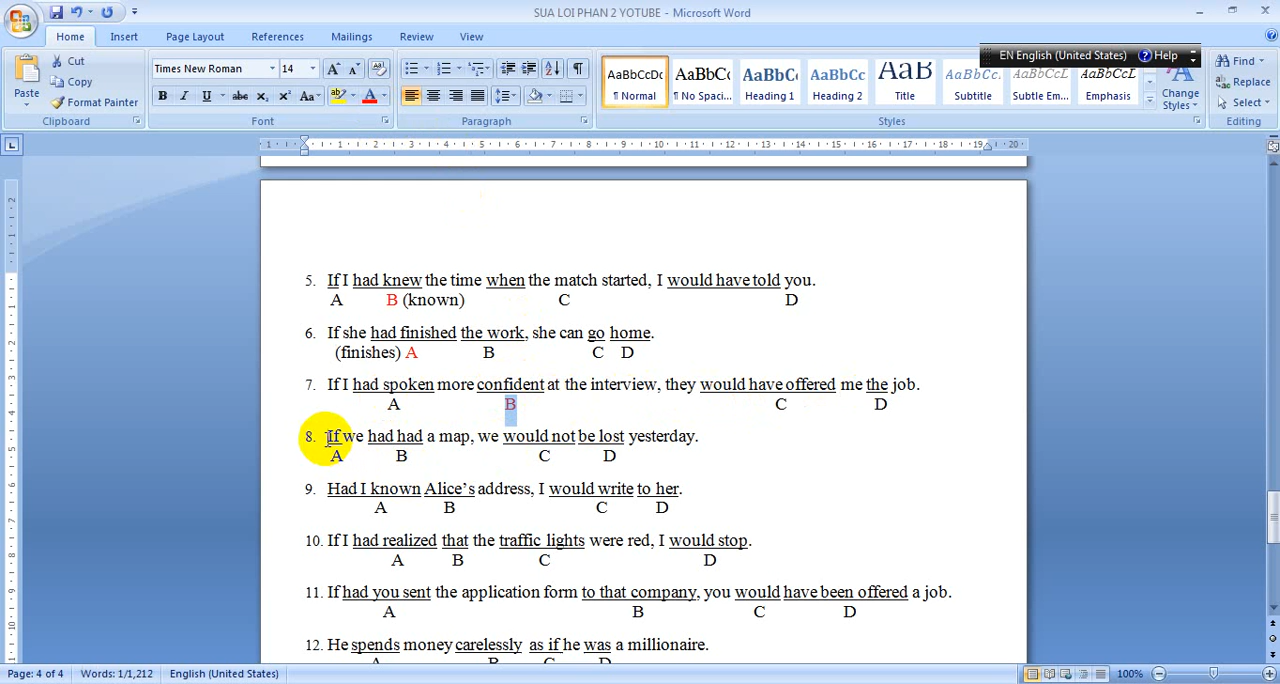 SUA LOI PHAN 2 YOTUBE - Microsoft Word
Home Insert Page Layout References Mailings Review View
EN English (United States) Help
Paste Cut Copy Format Painter
Clipboard
Times New Roman 14
Font
Paragraph
AaBbCcDc AaBbCc AaBbCc AaBbCc AaB AaBbCc. AaBbCcL AaBbCc
¶ Normal ¶ No Spaci... Heading 1 Heading 2 Title Subtitle Subtle Em... Emphasis
Change Styles
Styles
Find Replace Select
Editing
5. If I had knew the time when the match started, I would have told you.
A B (known) C D
6. If she had finished the work, she can go home.
(finishes) A B C D
7. If I had spoken more confident at the interview, they would have offered me the job.
A B C D
8. If we had had a map, we would not be lost yesterday.
A B C D
9. Had I known Alice's address, I would write to her.
A B C D
10. If I had realized that the traffic lights were red, I would stop.
A B C D
11. If had you sent the application form to that company, you would have been offered a job.
A B C D
12. He spends money carelessly as if he was a millionaire.
A B C D
Page: 4 of 4 Words: 1/1,212 English (United States) 100%